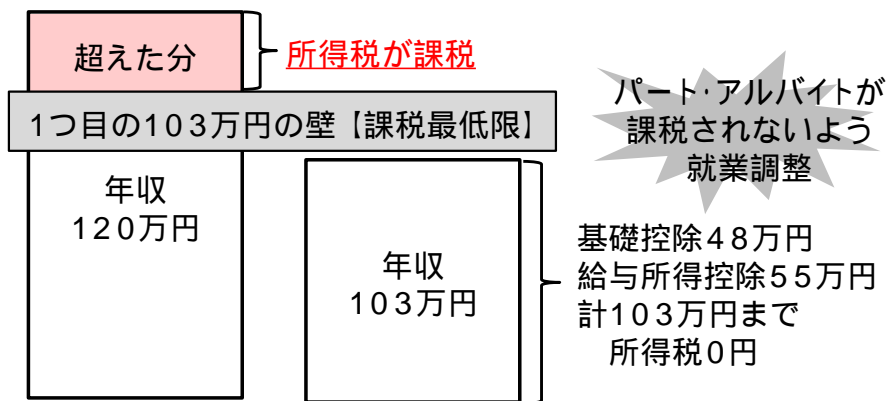 超えた分
所得税が課税
1つ目の103万円の壁【課税最低限】
パート・アルバイトが
課税されないよう
就業調整
年収
120万円
年収
103万円
基礎控除48万円
給与所得控除55万円
計103万円まで
所得税0円